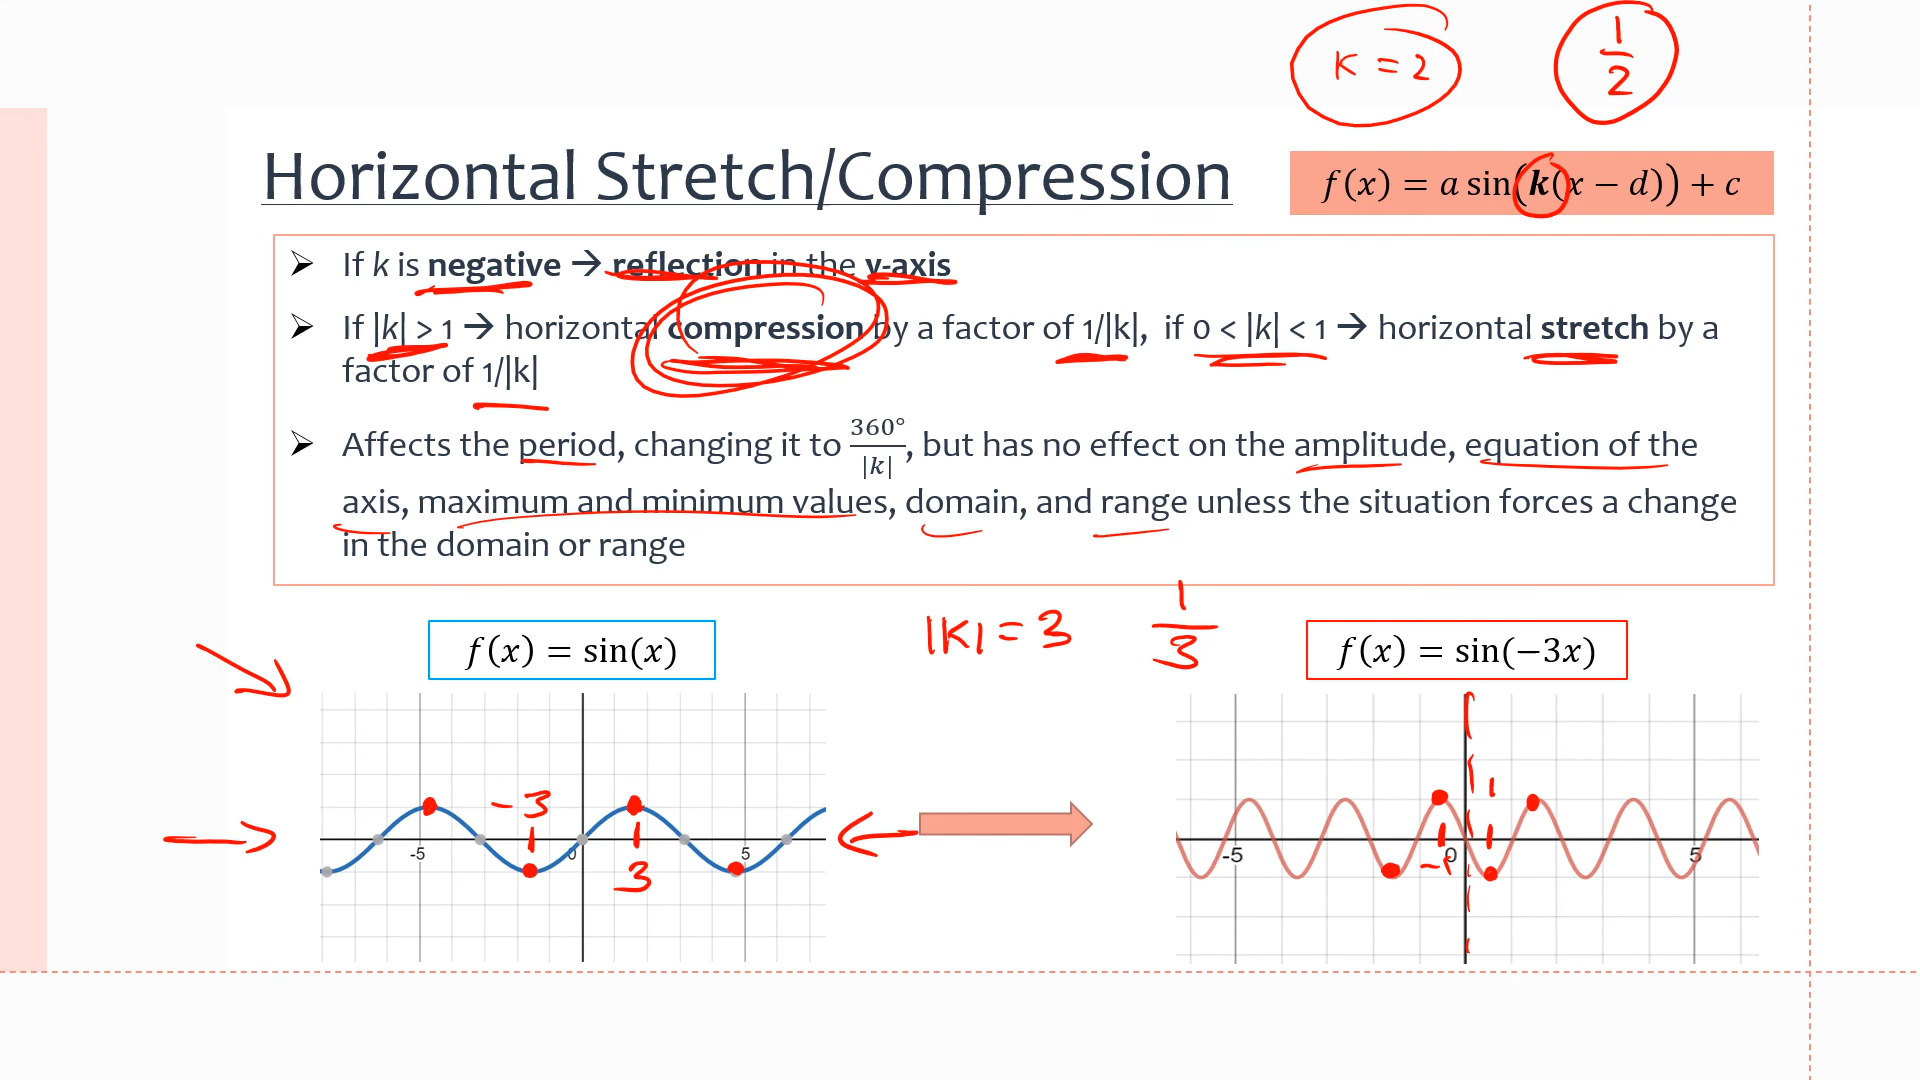 K = 2
1/2
Horizontal Stretch/Compression
f(x) = a sin(k(x − d)) + c
➢ If k is negative → reflection in the y-axis
➢ If |k| > 1 → horizontal compression by a factor of 1/|k|, if 0 < |k| < 1 → horizontal stretch by a
factor of 1/|k|
➢ Affects the period, changing it to 360°/|k|, but has no effect on the amplitude, equation of the
axis, maximum and minimum values, domain, and range unless the situation forces a change
in the domain or range
|K| = 3
1/3
f(x) = sin(x)
f(x) = sin(−3x)
-3
3
-5
0
5
1
-1
-5
0
5